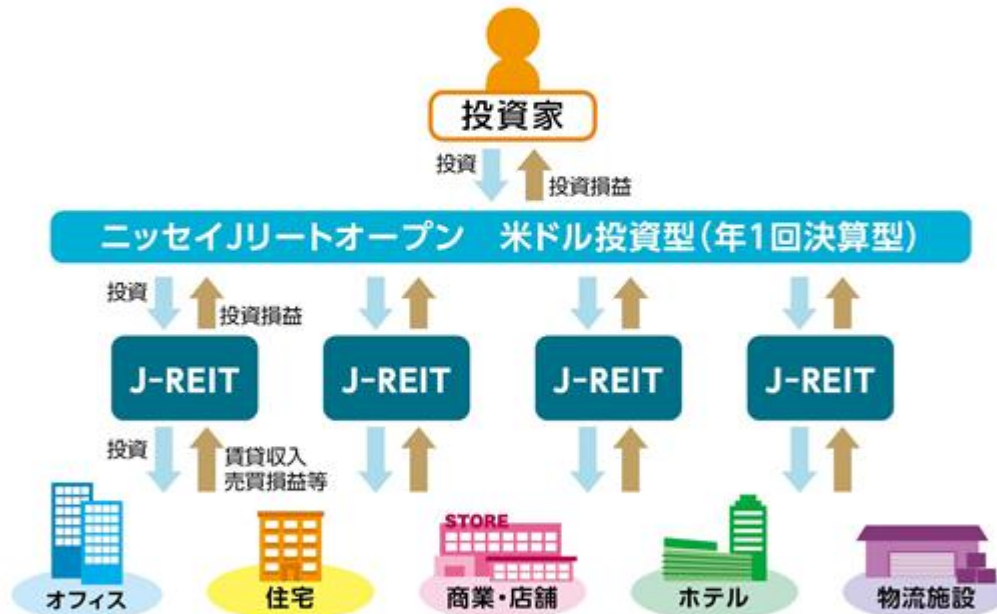 投資家
投資
投資損益
ニッセイJリートオープン 米ドル投資型(年1回決算型)
投資
投資損益
J-REIT
J-REIT
J-REIT
J-REIT
投資
賃貸収入
売買損益等
STORE
オフィス
住宅
商業・店舗
ホテル
物流施設